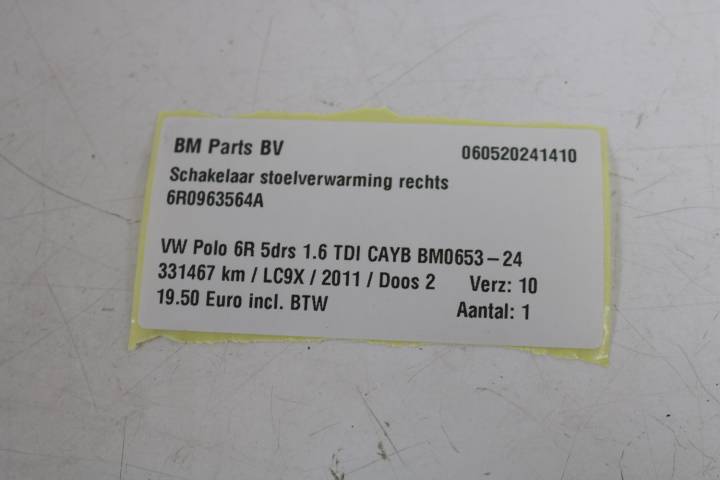 BM Parts BV 060520241410
Schakelaar stoelverwarming rechts
6R0963564A
VW Polo 6R 5drs 1.6 TDI CAYB BM0653-24
331467 km / LC9X / 2011 / Doos 2 Verz: 10
19.50 Euro incl. BTW Aantal: 1